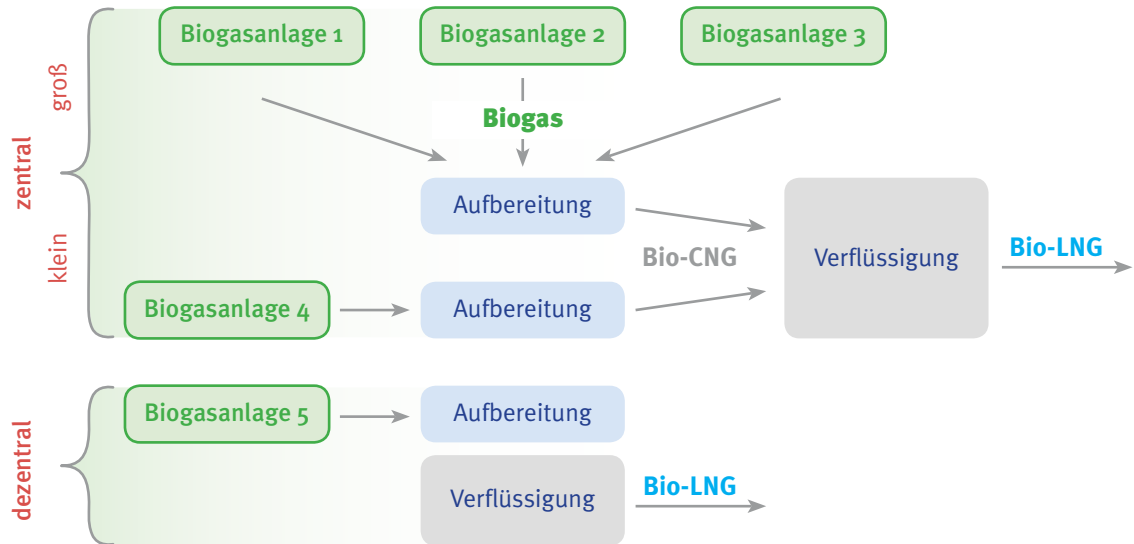 Biogasanlage 1
Biogasanlage 2
Biogasanlage 3
groß
Biogas
zentral
Aufbereitung
klein
Bio-CNG
Verflüssigung
Bio-LNG
Biogasanlage 4
Aufbereitung
dezentral
Biogasanlage 5
Aufbereitung
Verflüssigung
Bio-LNG